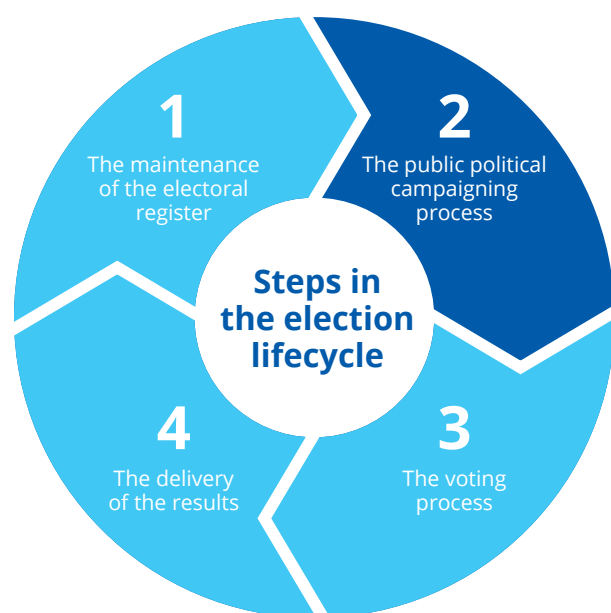 1
The maintenance
of the electoral
register
2
The public political
campaigning
process
Steps in
the election
lifecycle
3
The voting
process
4
The delivery
of the results